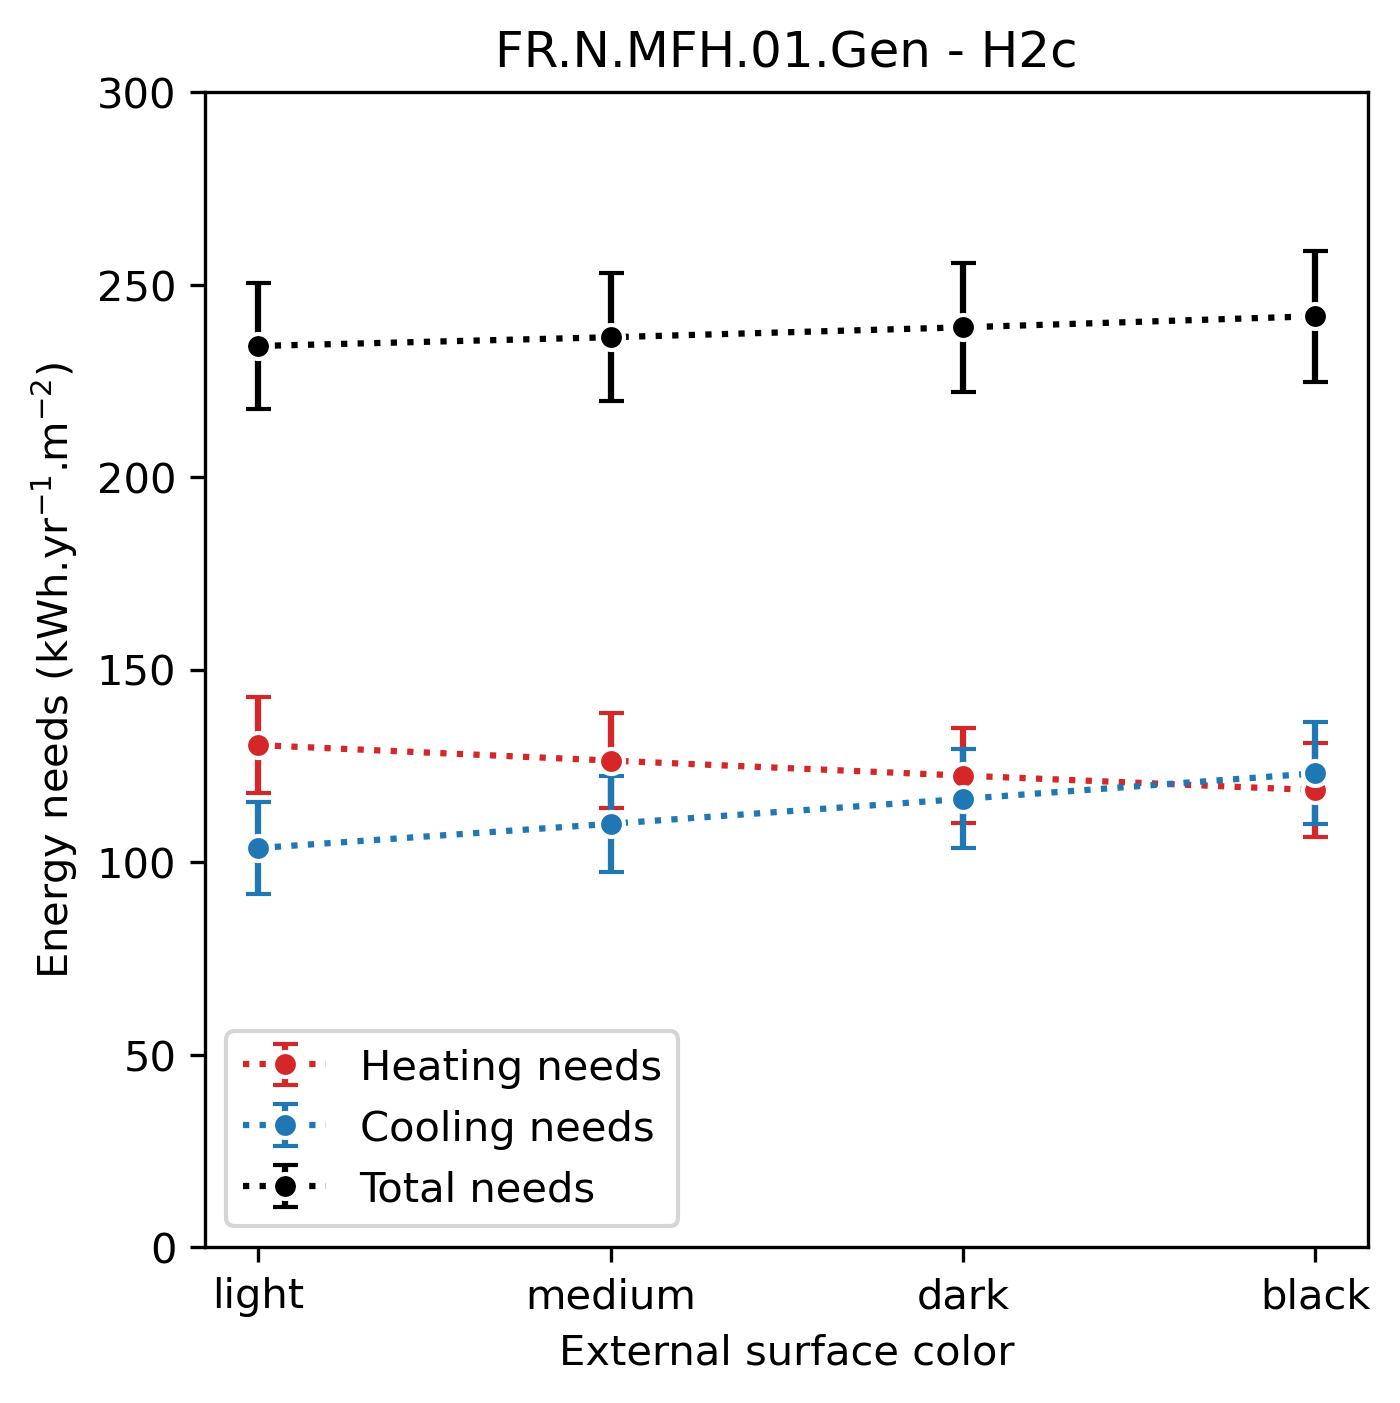 FR.N.MFH.01.Gen - H2c
300
250
200
150
100
50
0
Energy needs (kWh.yr⁻¹.m⁻²)
Heating needs
Cooling needs
Total needs
light medium dark black
External surface color